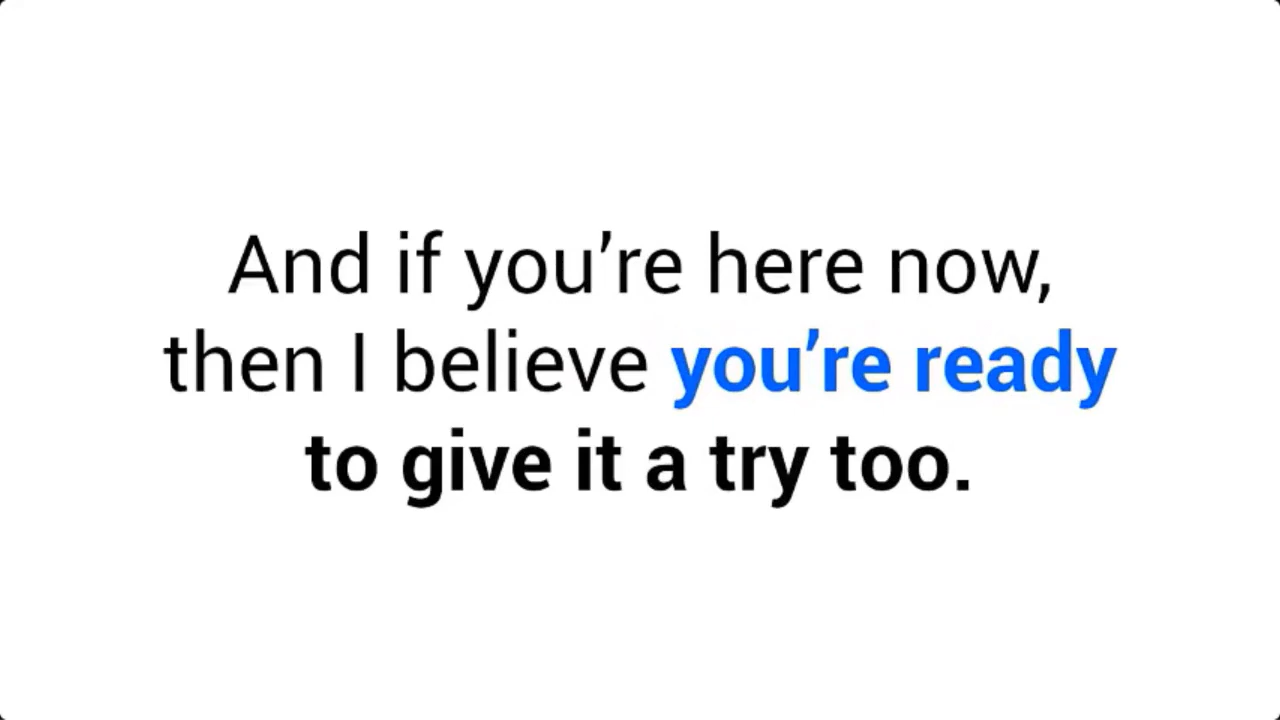 And if you’re here now,
then I believe you’re ready
to give it a try too.